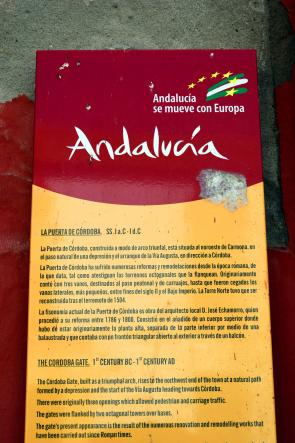 Andalucía
se mueve con Europa
Andalucía
LA PUERTA DE CÓRDOBA. SS. I a.C - I d.C
La Puerta de Córdoba, construida a modo de arco triunfal, está situada al noroeste de Carmona, en
el paso natural de una depresión y el arranque de la Vía Augusta, en dirección a Córdoba.
La Puerta de Córdoba ha sufrido numerosas reformas y remodelaciones desde la época romana, de
la que data, tal como atestiguan los torreones octogonales que la flanquean. Originariamente
contó con tres vanos, destinados al paso peatonal y de carruajes, hasta que fueron cegados los
vanos laterales, más pequeños, entre fines del siglo II y el Bajo Imperio. La Torre Norte tuvo que ser
reconstruida tras el terremoto de 1504.
La fisonomía actual de la Puerta de Córdoba es obra del arquitecto local D. José Echamorro, quien
procedió a su reforma entre 1786 y 1800. Consistió en el añadido de un cuerpo superior donde
hubo de estar originariamente la planta alta, separada de la parte inferior por medio de una
balaustrada y que contaba con un frontón triangular abierto al exterior a través de un balcón.
THE CORDOBA GATE. 1ST CENTURY BC- 1ST CENTURY AD
The Córdoba Gate, built as a triumphal arch, rises to the northwest end of the town at a natural path
formed by a depression and the start of the Via Augusta heading towards Córdoba.
There were originally three openings which allowed pedestrian and carriage traffic.
The gates were flanked by two octagonal towers over bases.
The gate's present appearance is the result of the numerous renovation and remodelling works that
have been carried out since Roman times.